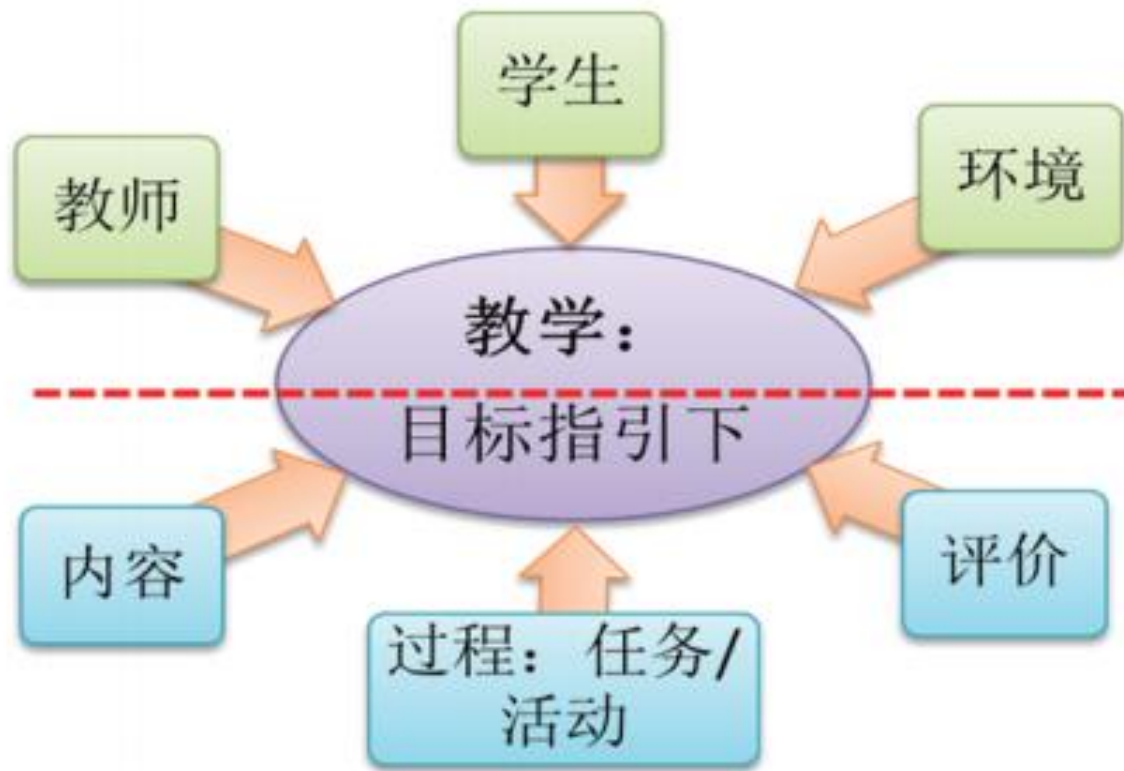 学生
教师
环境
教学：
目标指引下
内容
评价
过程：任务/
活动